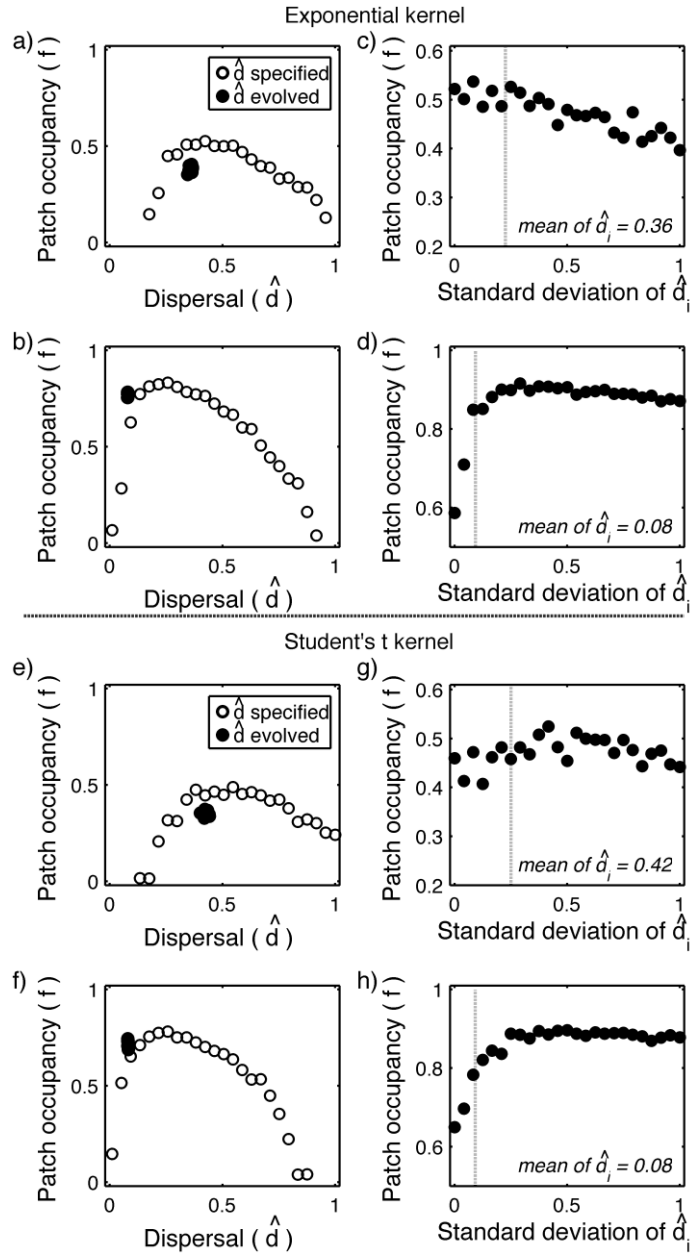 Exponential kernel
a)
Patch occupancy ( f )
1
0.5
0
d̂ specified
d̂ evolved
0 0.5 1
Dispersal ( d̂ )
c)
Patch occupancy ( f )
0.6
0.5
0.4
0.3
0.2
mean of d̂i = 0.36
0 0.5 1
Standard deviation of d̂i
b)
Patch occupancy ( f )
1
0.5
0
0 0.5 1
Dispersal ( d̂ )
d)
Patch occupancy ( f )
1
0.8
0.6
mean of d̂i = 0.08
0 0.5 1
Standard deviation of d̂i
Student's t kernel
e)
Patch occupancy ( f )
1
0.5
0
d̂ specified
d̂ evolved
0 0.5 1
Dispersal ( d̂ )
g)
Patch occupancy ( f )
0.6
0.5
0.4
0.3
0.2
mean of d̂i = 0.42
0 0.5 1
Standard deviation of d̂i
f)
Patch occupancy ( f )
1
0.5
0
0 0.5 1
Dispersal ( d̂ )
h)
Patch occupancy ( f )
1
0.8
0.6
mean of d̂i = 0.08
0 0.5 1
Standard deviation of d̂i